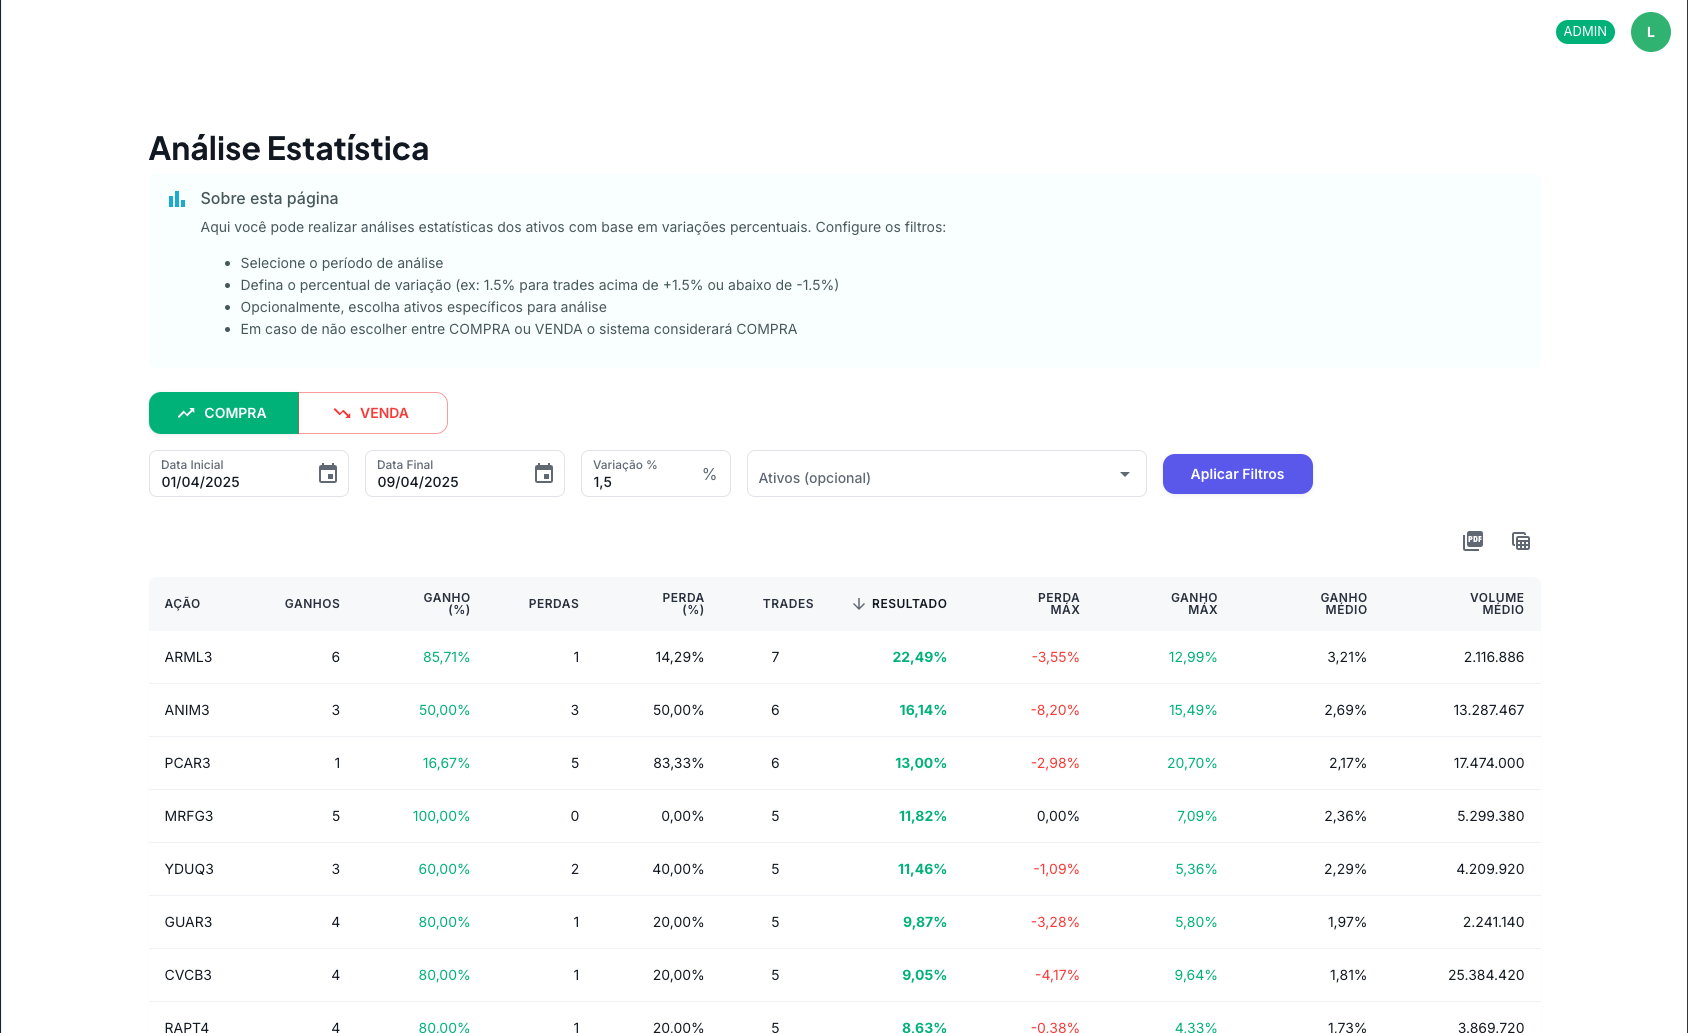 ADMIN
L
Análise Estatística
Sobre esta página
Aqui você pode realizar análises estatísticas dos ativos com base em variações percentuais. Configure os filtros:
Selecione o período de análise
Defina o percentual de variação (ex: 1.5% para trades acima de +1.5% ou abaixo de -1.5%)
Opcionalmente, escolha ativos específicos para análise
Em caso de não escolher entre COMPRA ou VENDA o sistema considerará COMPRA
COMPRA VENDA
Data Inicial Data Final Variação %
01/04/2025 09/04/2025 1,5 % Ativos (opcional) Aplicar Filtros
PDF
AÇÃO GANHOS GANHO (%) PERDAS PERDA (%) TRADES RESULTADO PERDA MÁX GANHO MÁX GANHO MÉDIO VOLUME MÉDIO
ARML3 6 85,71% 1 14,29% 7 22,49% -3,55% 12,99% 3,21% 2.116.886
ANIM3 3 50,00% 3 50,00% 6 16,14% -8,20% 15,49% 2,69% 13.287.467
PCAR3 1 16,67% 5 83,33% 6 13,00% -2,98% 20,70% 2,17% 17.474.000
MRFG3 5 100,00% 0 0,00% 5 11,82% 0,00% 7,09% 2,36% 5.299.380
YDUQ3 3 60,00% 2 40,00% 5 11,46% -1,09% 5,36% 2,29% 4.209.920
GUAR3 4 80,00% 1 20,00% 5 9,87% -3,28% 5,80% 1,97% 2.241.140
CVCB3 4 80,00% 1 20,00% 5 9,05% -4,17% 9,64% 1,81% 25.384.420
RAPT4 4 80,00% 1 20,00% 5 8,63% -0,38% 4,33% 1,73% 3.869.720